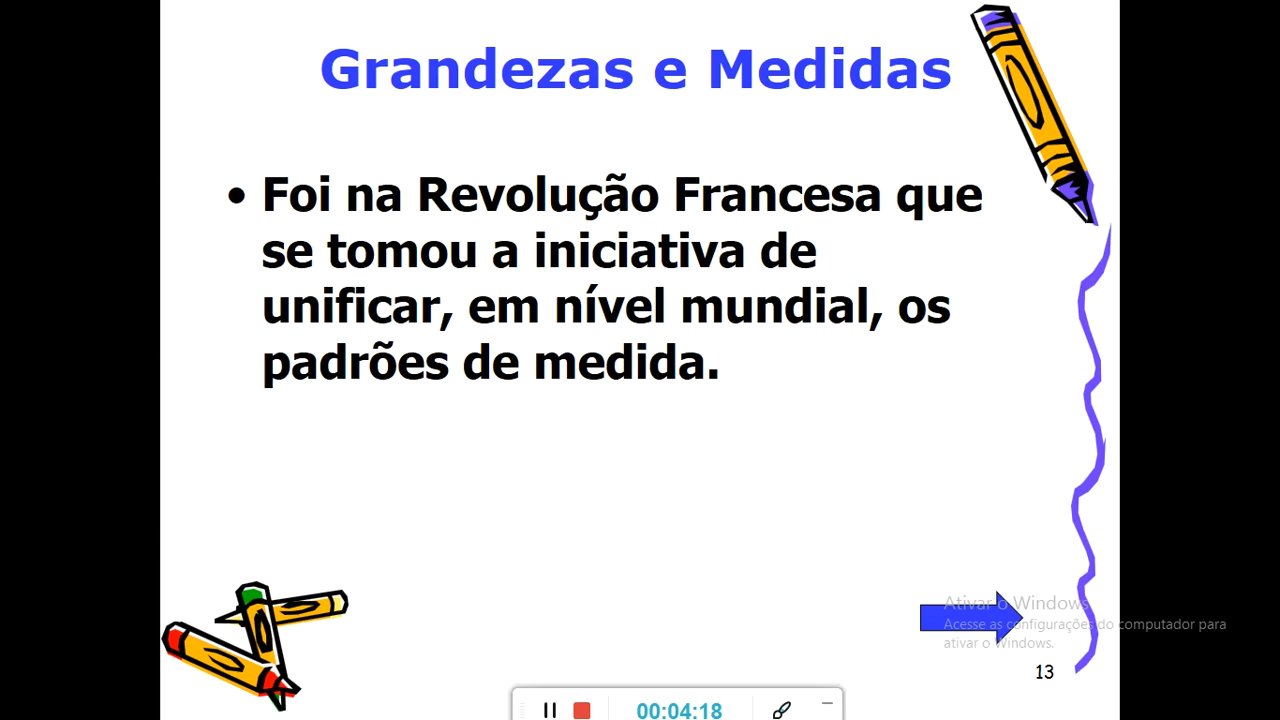 Grandezas e Medidas
• Foi na Revolução Francesa que
se tomou a iniciativa de
unificar, em nível mundial, os
padrões de medida.
Ativar o Windows
Acesse as configurações do computador para
ativar o Windows.
13
00:04:18